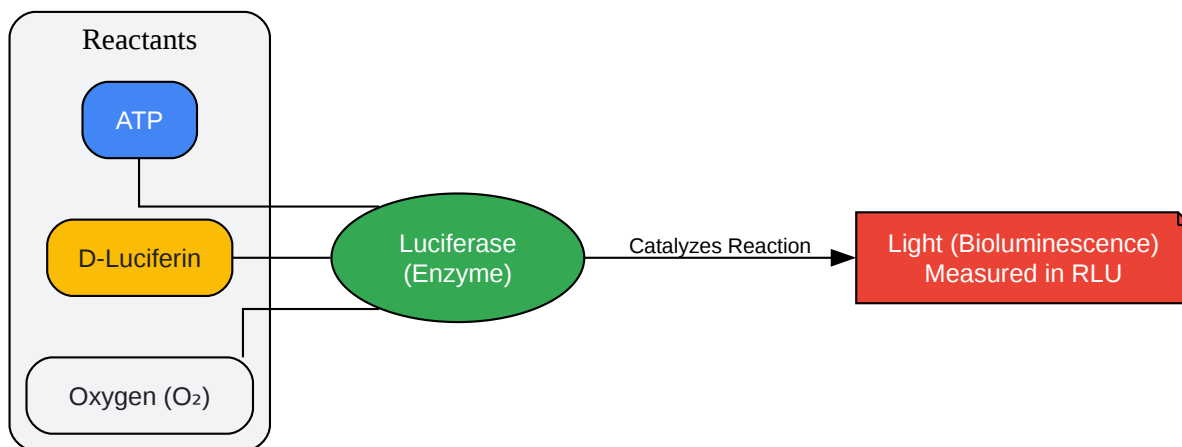 Reactants
ATP
D-Luciferin
Oxygen (O₂)
Luciferase
(Enzyme)
Catalyzes Reaction
Light (Bioluminescence)
Measured in RLU